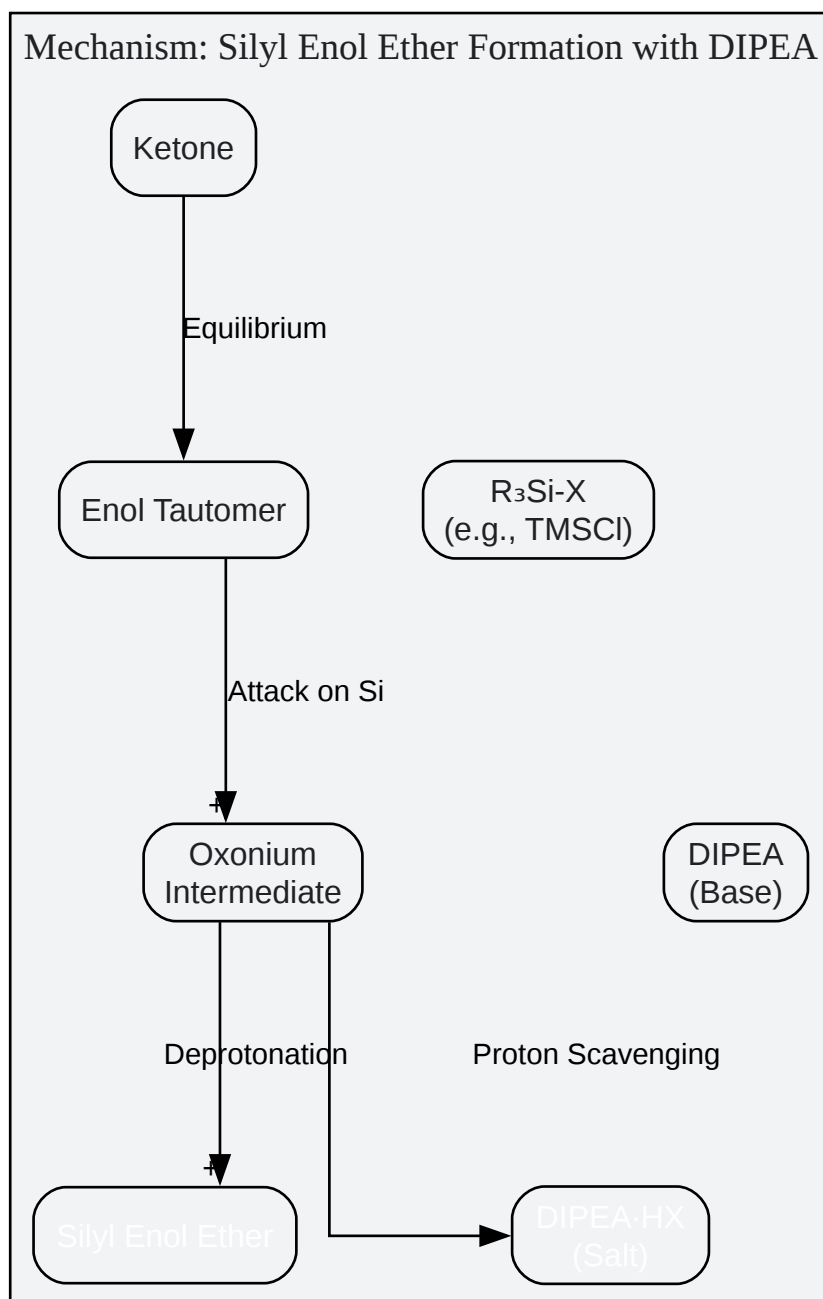 Mechanism: Silyl Enol Ether Formation with DIPEA
Ketone
Equilibrium
Enol Tautomer
R₃Si-X
(e.g., TMSCl)
Attack on Si
+
Oxonium
Intermediate
DIPEA
(Base)
Deprotonation
Proton Scavenging
+
Silyl Enol Ether
DIPEA·HX
(Salt)